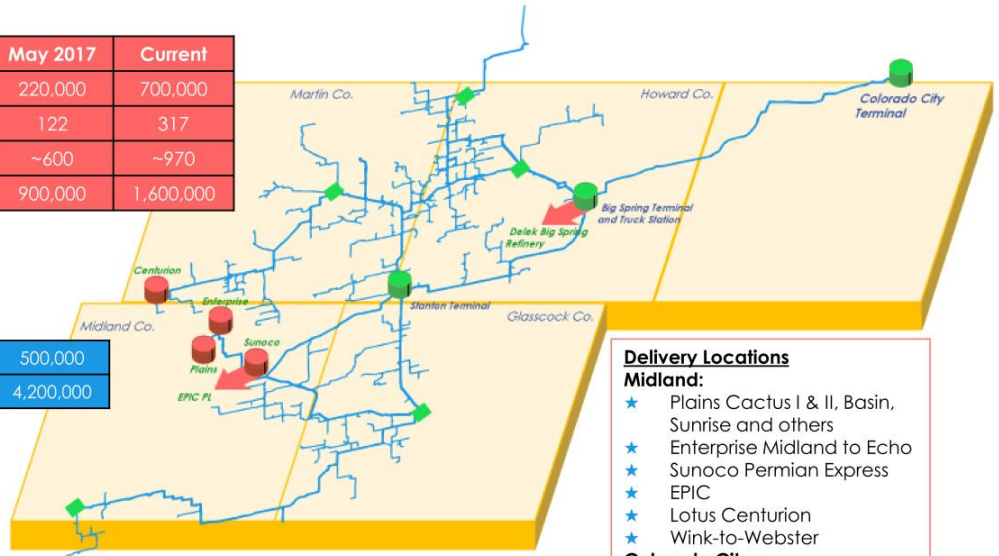 May 2017 Current
220,000 700,000
122 317
~600 ~970
900,000 1,600,000
Martin Co.
Howard Co.
Colorado City
Terminal
Big Spring Terminal
and Truck Station
Delek Big Spring
Refinery
Centurion
Enterprise
Stanton Terminal
Midland Co.
Glasscock Co.
Sunoco
Plains
EPIC PL
500,000
4,200,000
Delivery Locations
Midland:
★ Plains Cactus I & II, Basin,
Sunrise and others
★ Enterprise Midland to Echo
★ Sunoco Permian Express
★ EPIC
★ Lotus Centurion
★ Wink-to-Webster